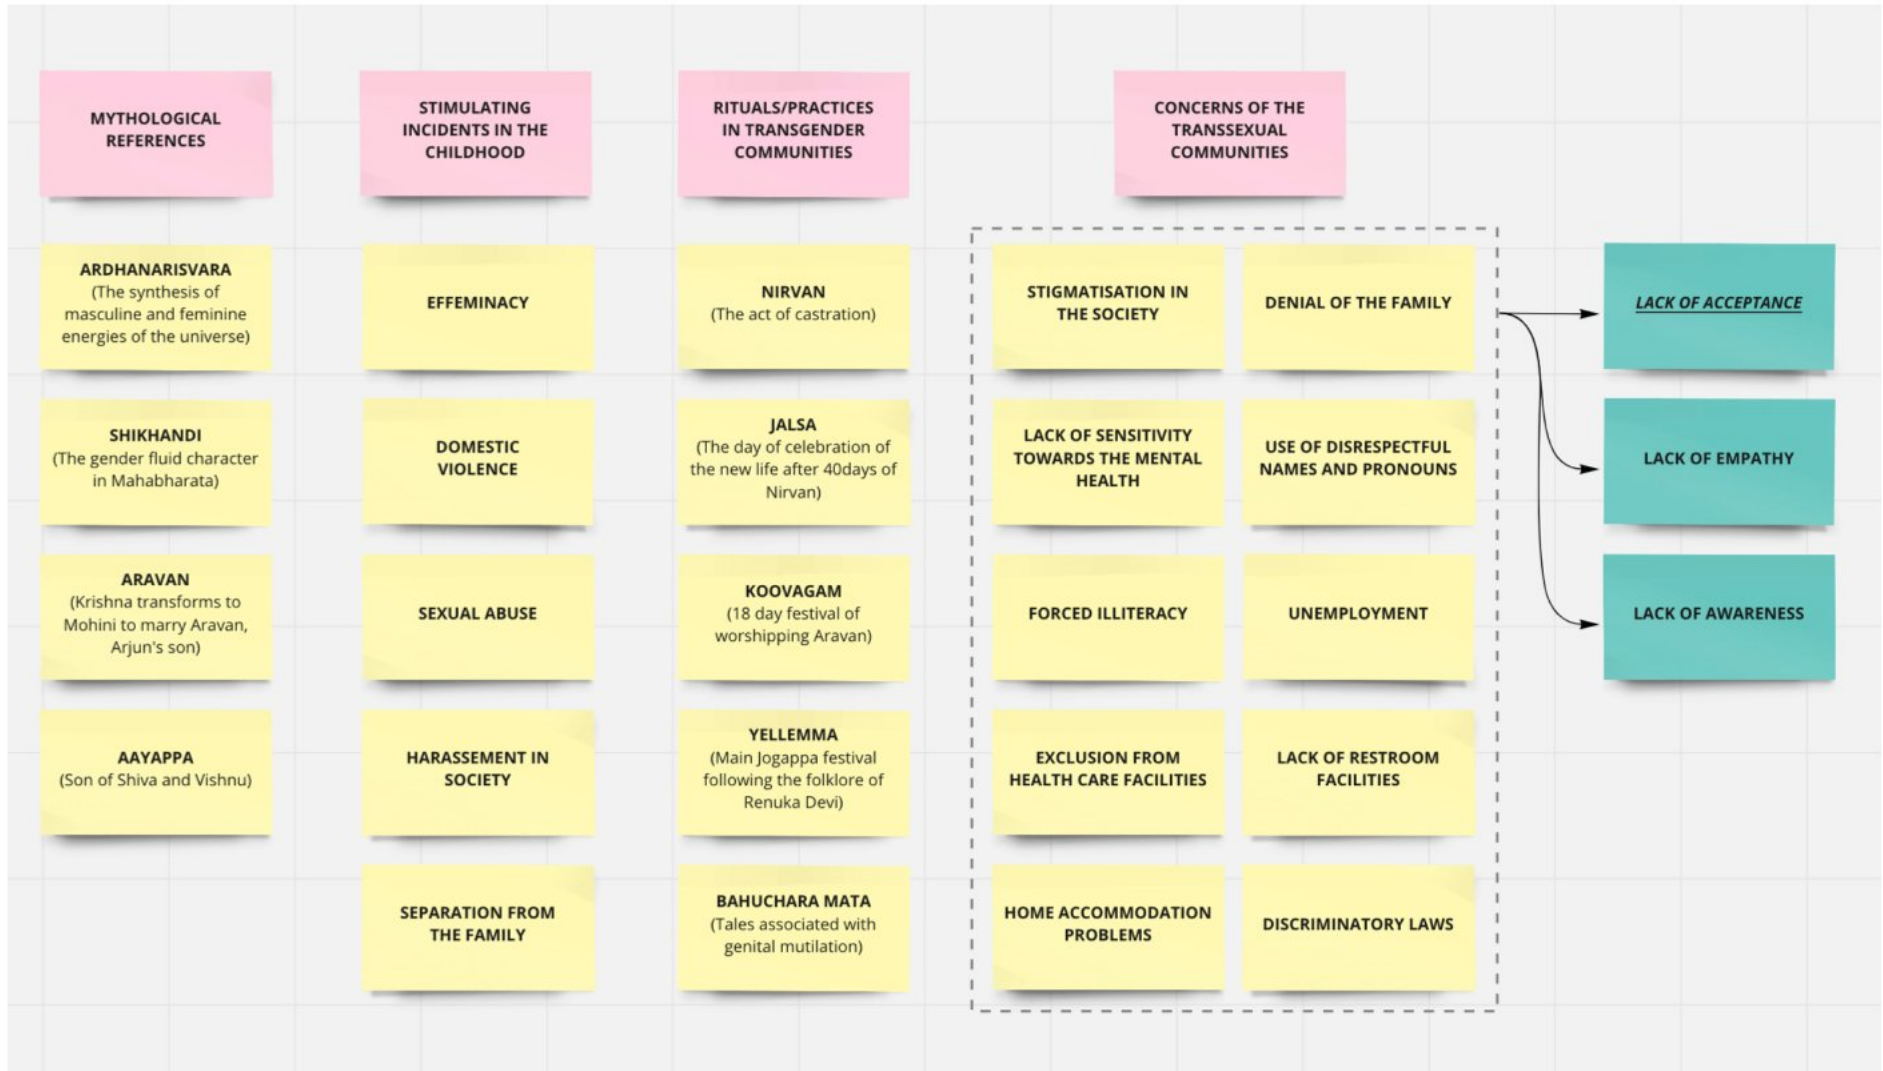 MYTHOLOGICAL
REFERENCES
ARDHANARISVARA
(The synthesis of
masculine and feminine
energies of the universe)
SHIKHANDI
(The gender fluid character
in Mahabharata)
ARAVAN
(Krishna transforms to
Mohini to marry Aravan,
Arjun's son)
AAYAPPA
(Son of Shiva and Vishnu)
STIMULATING
INCIDENTS IN THE
CHILDHOOD
EFFEMINACY
DOMESTIC
VIOLENCE
SEXUAL ABUSE
HARASSEMENT IN
SOCIETY
SEPARATION FROM
THE FAMILY
RITUALS/PRACTICES
IN TRANSGENDER
COMMUNITIES
NIRVAN
(The act of castration)
JALSA
(The day of celebration of
the new life after 40days of
Nirvan)
KOOVAGAM
(18 day festival of
worshipping Aravan)
YELLEMMA
(Main Jogappa festival
following the folklore of
Renuka Devi)
BAHUCHARA MATA
(Tales associated with
genital mutilation)
CONCERNS OF THE
TRANSSEXUAL
COMMUNITIES
STIGMATISATION IN
THE SOCIETY
DENIAL OF THE FAMILY
LACK OF SENSITIVITY
TOWARDS THE MENTAL
HEALTH
USE OF DISRESPECTFUL
NAMES AND PRONOUNS
FORCED ILLITERACY
UNEMPLOYMENT
EXCLUSION FROM
HEALTH CARE FACILITIES
LACK OF RESTROOM
FACILITIES
HOME ACCOMMODATION
PROBLEMS
DISCRIMINATORY LAWS
LACK OF ACCEPTANCE
LACK OF EMPATHY
LACK OF AWARENESS